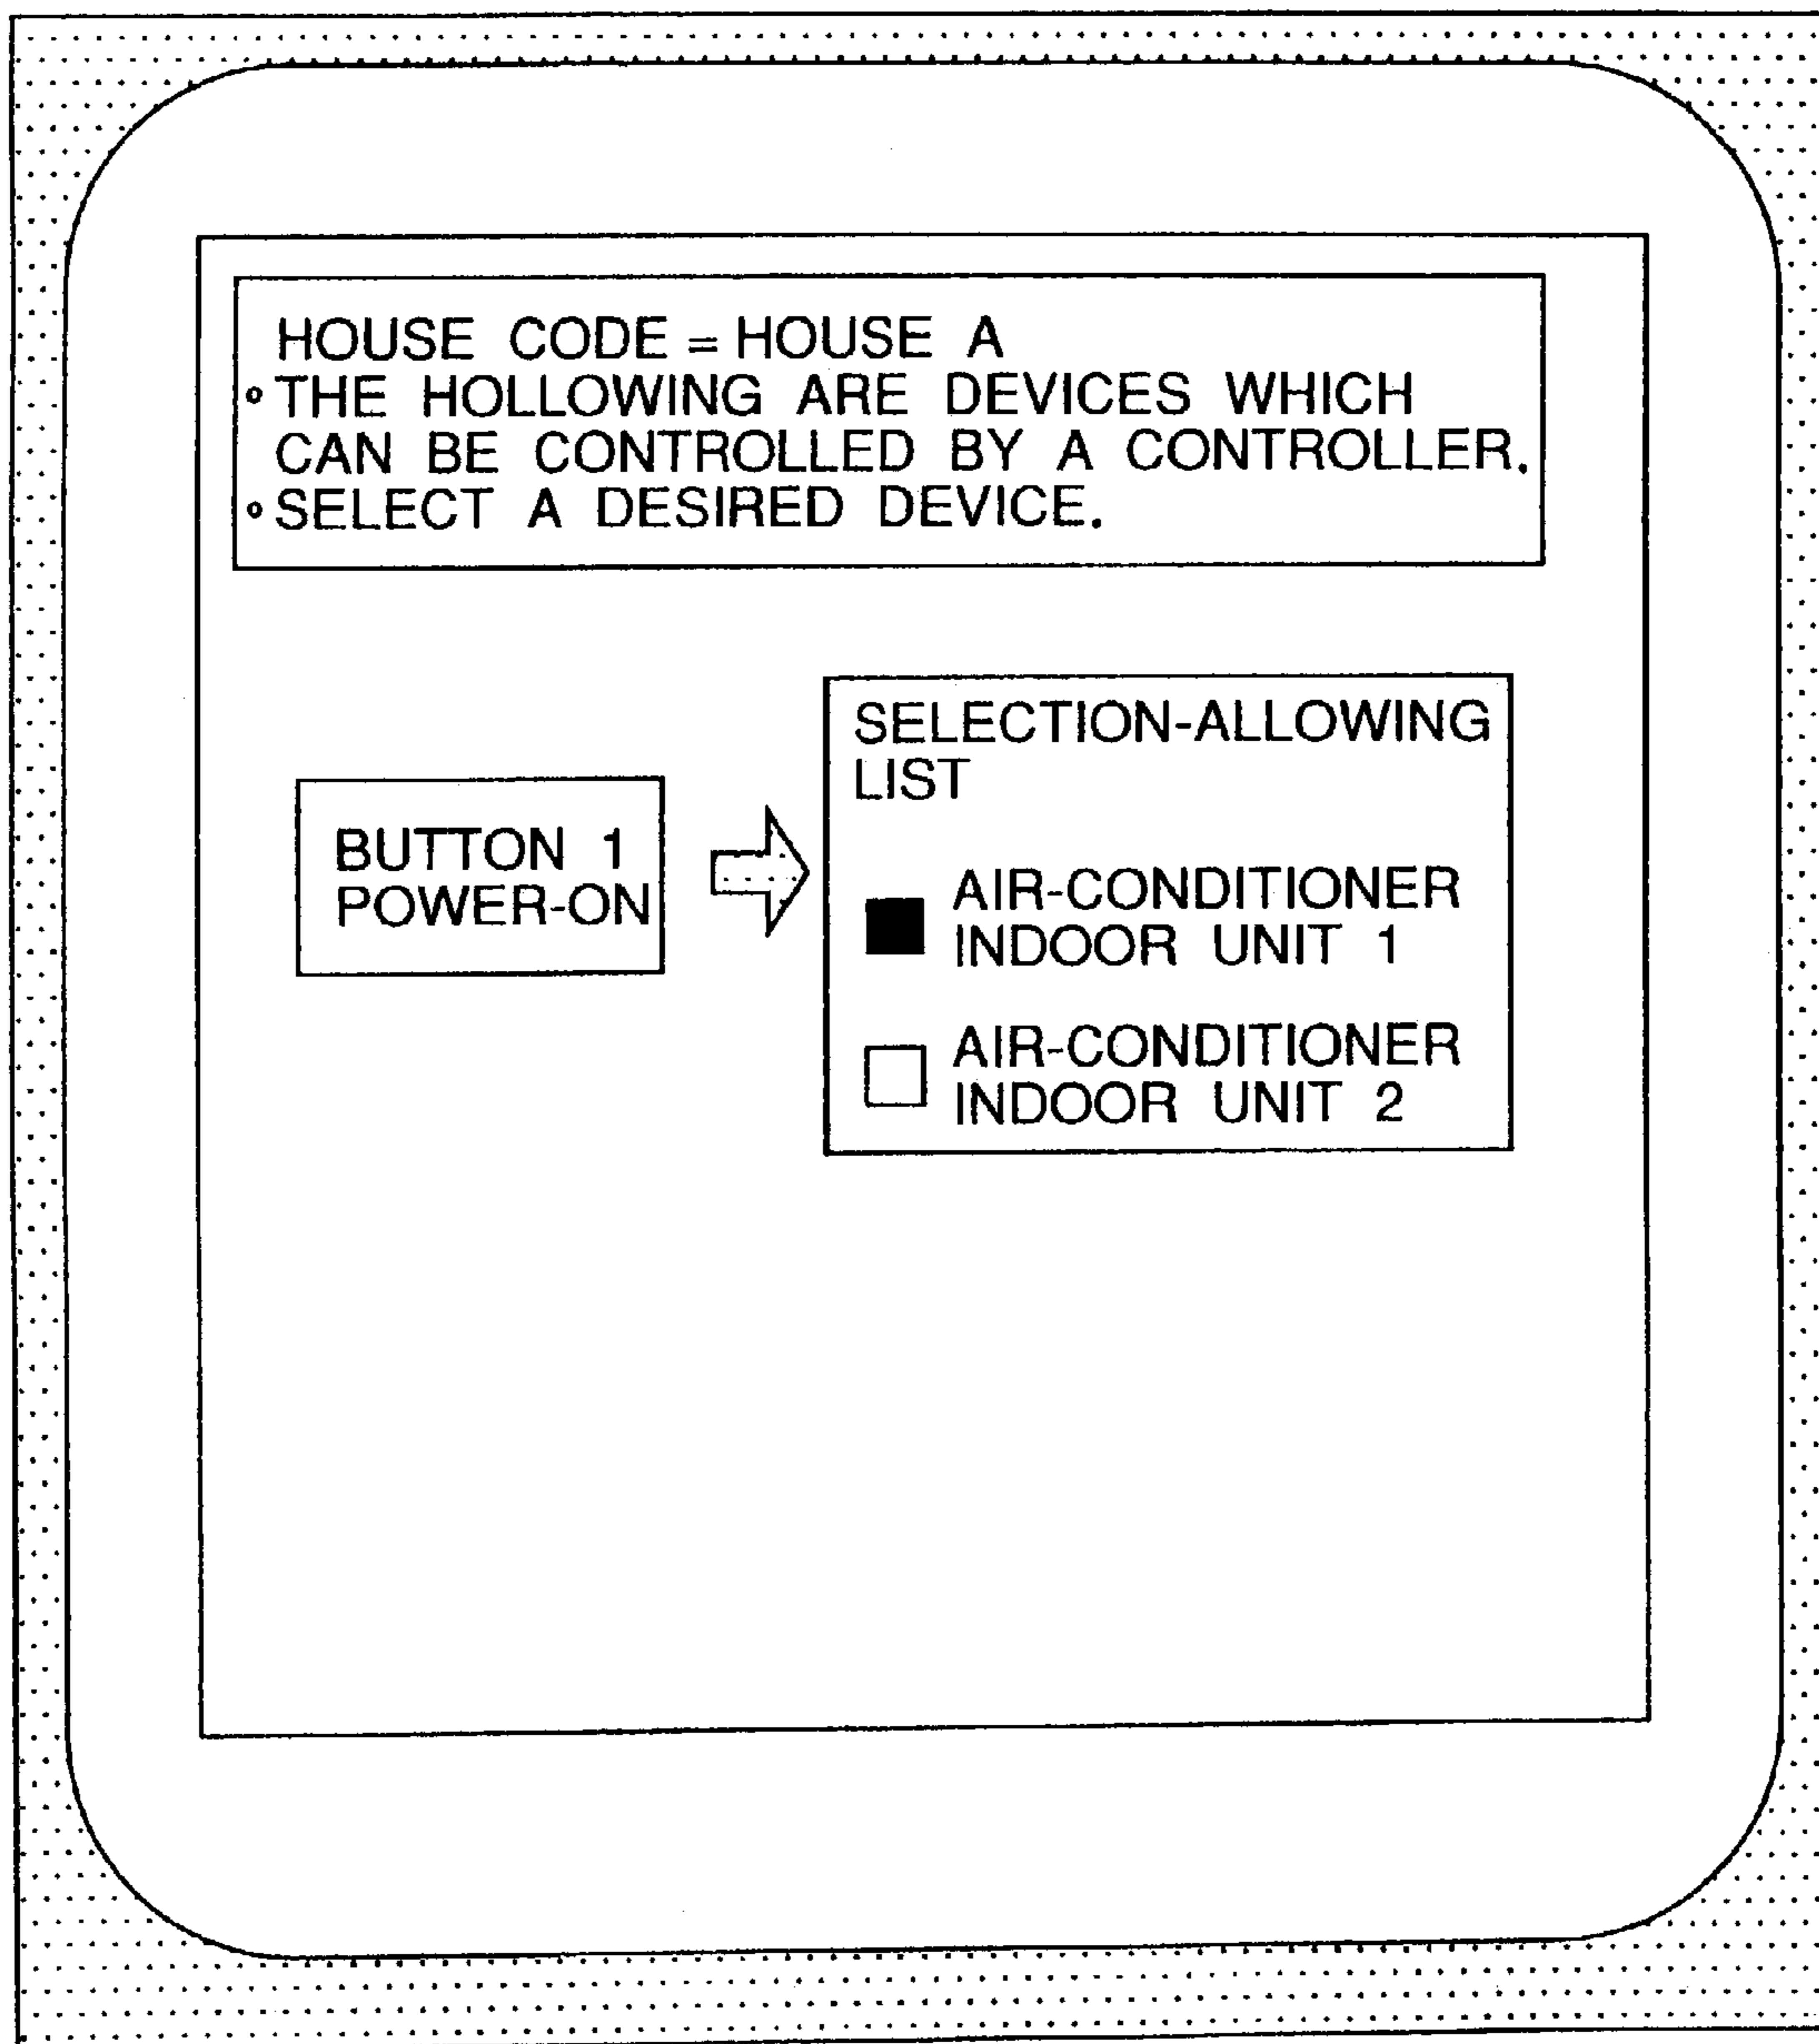 HOUSE CODE = HOUSE A
∘ THE HOLLOWING ARE DEVICES WHICH
CAN BE CONTROLLED BY A CONTROLLER.
∘ SELECT A DESIRED DEVICE.
BUTTON 1
POWER-ON
SELECTION-ALLOWING
LIST
AIR-CONDITIONER
INDOOR UNIT 1
AIR-CONDITIONER
INDOOR UNIT 2